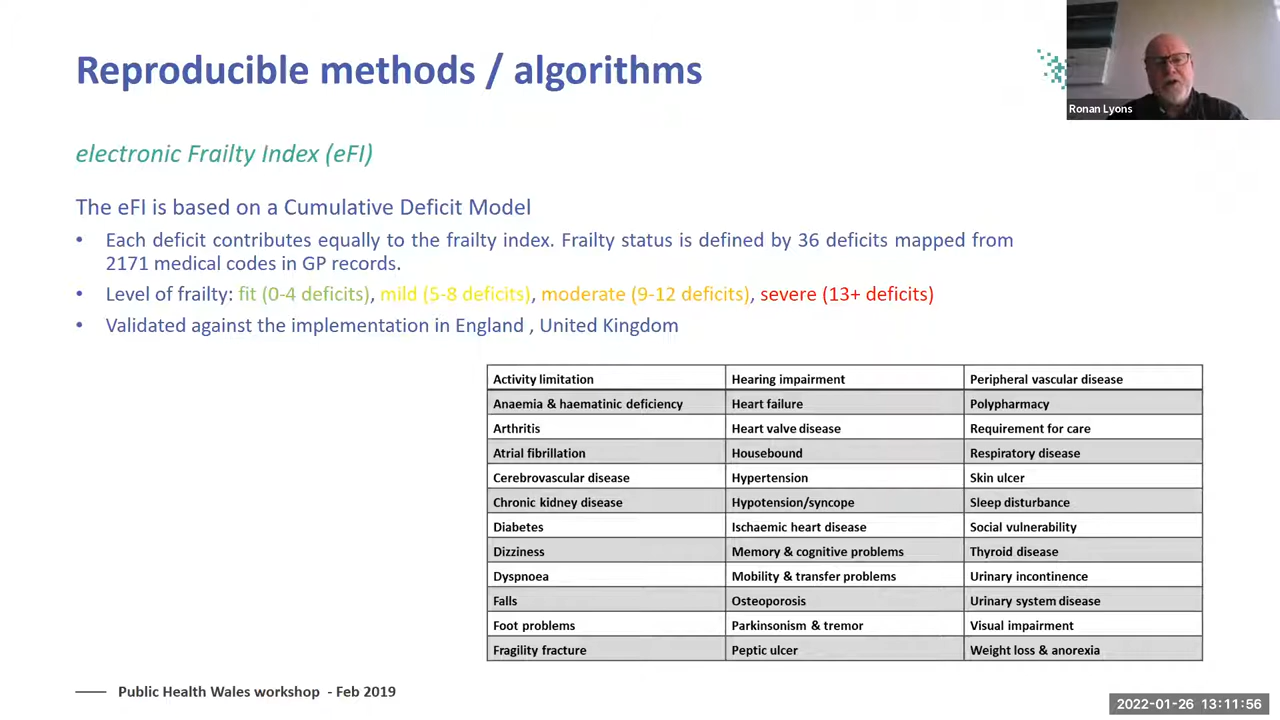 Reproducible methods / algorithms
Ronan Lyons
electronic Frailty Index (eFI)
The eFI is based on a Cumulative Deficit Model
• Each deficit contributes equally to the frailty index. Frailty status is defined by 36 deficits mapped from
2171 medical codes in GP records.
• Level of frailty: fit (0-4 deficits), mild (5-8 deficits), moderate (9-12 deficits), severe (13+ deficits)
• Validated against the implementation in England , United Kingdom
Activity limitation Hearing impairment Peripheral vascular disease
Anaemia & haematinic deficiency Heart failure Polypharmacy
Arthritis Heart valve disease Requirement for care
Atrial fibrillation Housebound Respiratory disease
Cerebrovascular disease Hypertension Skin ulcer
Chronic kidney disease Hypotension/syncope Sleep disturbance
Diabetes Ischaemic heart disease Social vulnerability
Dizziness Memory & cognitive problems Thyroid disease
Dyspnoea Mobility & transfer problems Urinary incontinence
Falls Osteoporosis Urinary system disease
Foot problems Parkinsonism & tremor Visual impairment
Fragility fracture Peptic ulcer Weight loss & anorexia
Public Health Wales workshop - Feb 2019
2022-01-26 13:11:56